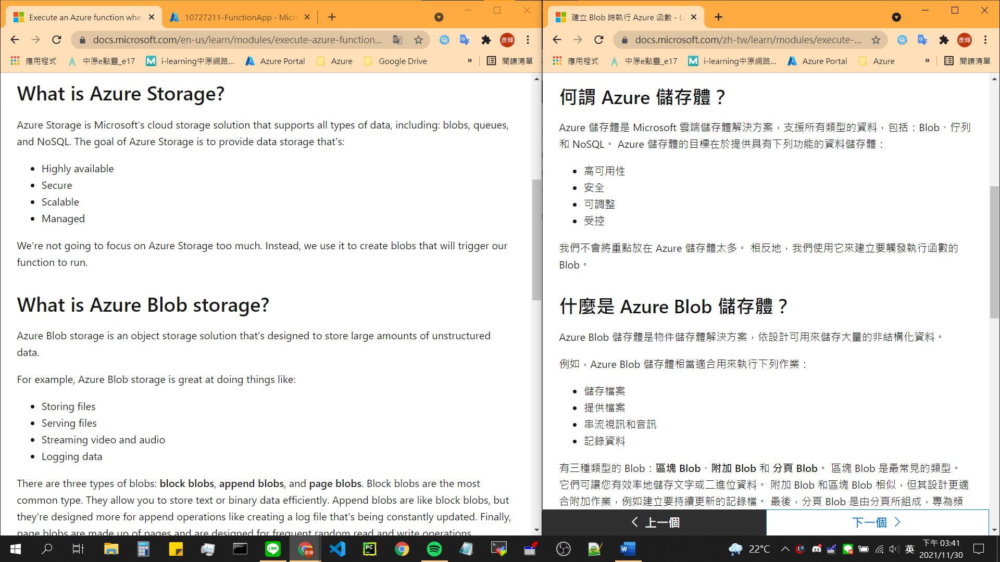 Execute an Azure function whe
10727211-FunctionApp - Micro
docs.microsoft.com/en-us/learn/modules/execute-azure-function...
彥輝
應用程式
中原e點靈_e17
i-learning中原網路...
Azure Portal
Azure
Google Drive
»
閱讀清單
What is Azure Storage?
Azure Storage is Microsoft's cloud storage solution that supports all types of data, including: blobs, queues,
and NoSQL. The goal of Azure Storage is to provide data storage that's:
• Highly available
• Secure
• Scalable
• Managed
We're not going to focus on Azure Storage too much. Instead, we use it to create blobs that will trigger our
function to run.
What is Azure Blob storage?
Azure Blob storage is an object storage solution that's designed to store large amounts of unstructured
data.
For example, Azure Blob storage is great at doing things like:
• Storing files
• Serving files
• Streaming video and audio
• Logging data
There are three types of blobs: block blobs, append blobs, and page blobs. Block blobs are the most
common type. They allow you to store text or binary data efficiently. Append blobs are like block blobs, but
they're designed more for append operations like creating a log file that's being constantly updated. Finally,
page blobs are made up of pages and are designed for frequent random read and write operations.
建立 Blob 時執行 Azure 函數 - Le
docs.microsoft.com/zh-tw/learn/modules/execute-...
彥輝
應用程式
中原e點靈_e17
i-learning中原網路...
Azure Portal
Azure
»
閱讀清單
何謂 Azure 儲存體？
Azure 儲存體是 Microsoft 雲端儲存體解決方案，支援所有類型的資料，包括：Blob、佇列
和 NoSQL。 Azure 儲存體的目標在於提供具有下列功能的資料儲存體：
• 高可用性
• 安全
• 可調整
• 受控
我們不會將重點放在 Azure 儲存體太多。 相反地，我們使用它來建立要觸發執行函數的
Blob。
什麼是 Azure Blob 儲存體？
Azure Blob 儲存體是物件儲存體解決方案，依設計可用來儲存大量的非結構化資料。
例如，Azure Blob 儲存體相當適合用來執行下列作業：
• 儲存檔案
• 提供檔案
• 串流視訊和音訊
• 記錄資料
有三種類型的 Blob：區塊 Blob、附加 Blob 和 分頁 Blob。 區塊 Blob 是最常見的類型。
它們可讓您有效率地儲存文字或二進位資料。 附加 Blob 和區塊 Blob 相似，但其設計更適
合附加作業，例如建立要持續更新的記錄檔。 最後，分頁 Blob 是由分頁所組成，專為頻
上一個
下一個
22°C
英
下午 03:41
2021/11/30